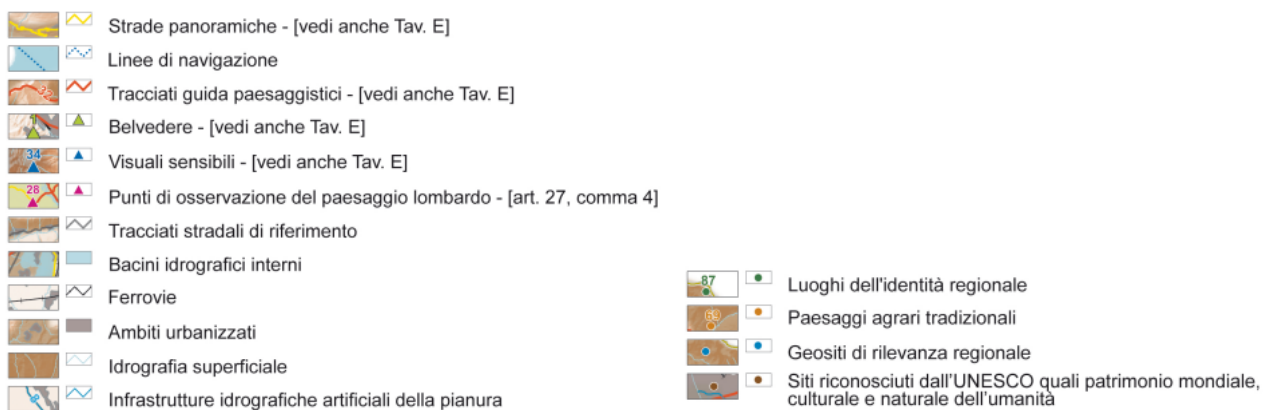 Strade panoramiche - [vedi anche Tav. E]
Linee di navigazione
Tracciati guida paesaggistici - [vedi anche Tav. E]
Belvedere - [vedi anche Tav. E]
34
Visuali sensibili - [vedi anche Tav. E]
28
Punti di osservazione del paesaggio lombardo - [art. 27, comma 4]
Tracciati stradali di riferimento
Bacini idrografici interni
Ferrovie
Ambiti urbanizzati
Idrografia superficiale
Infrastrutture idrografiche artificiali della pianura
87
Luoghi dell'identità regionale
69
Paesaggi agrari tradizionali
Geositi di rilevanza regionale
Siti riconosciuti dall'UNESCO quali patrimonio mondiale,
culturale e naturale dell'umanità